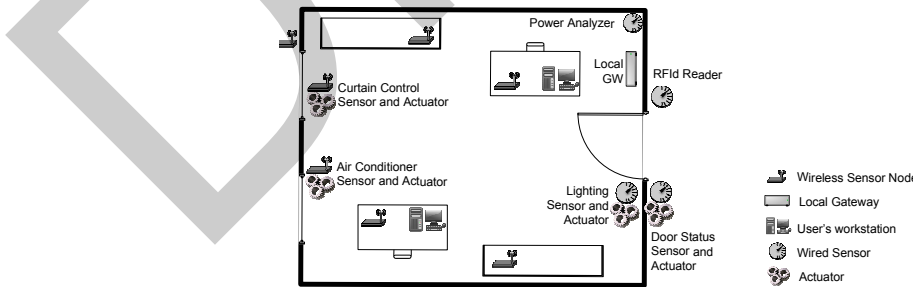 Power Analyzer
Local
GW
RFId Reader
Curtain Control
Sensor and Actuator
Air Conditioner
Sensor and Actuator
Lighting
Sensor and
Actuator
Door Status
Sensor and
Actuator
Wireless Sensor Node
Local Gateway
User's workstation
Wired Sensor
Actuator